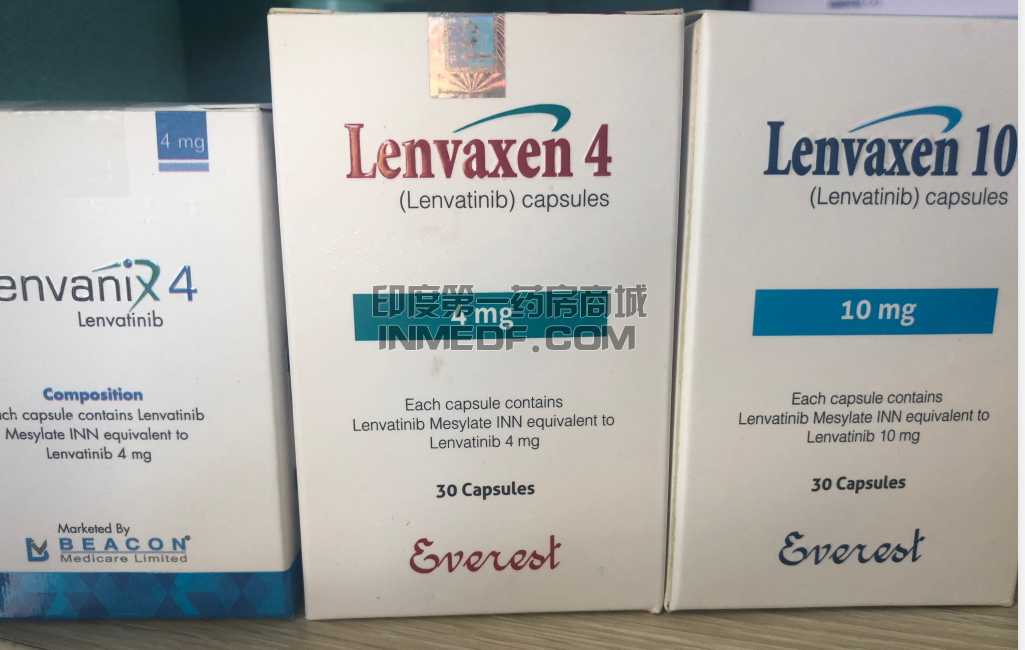 4 mg
envanix 4
Lenvatinib
Composition
ch capsule contains Lenvatinib
Mesylate INN equivalent to
Lenvatinib 4 mg
Marketed By
BEACON
Medicare Limited
Lenvaxen 4
(Lenvatinib) capsules
4 mg
印度第一药房商城
INMEDF.COM
Each capsule contains
Lenvatinib Mesylate INN equivalent to
Lenvatinib 4 mg
30 Capsules
Everest
Lenvaxen 10
(Lenvatinib) capsules
10 mg
Each capsule contains
Lenvatinib Mesylate INN equivalent to
Lenvatinib 10 mg
30 Capsules
Everest